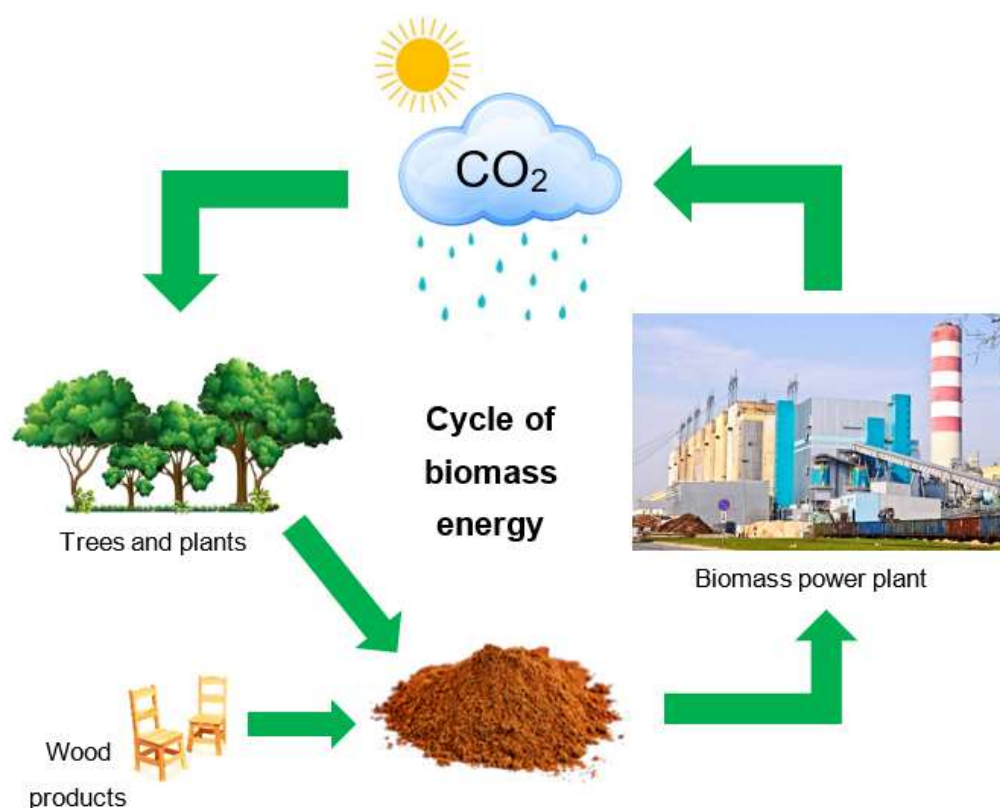 CO₂
Cycle of
biomass
energy
Trees and plants
Biomass power plant
Wood
products